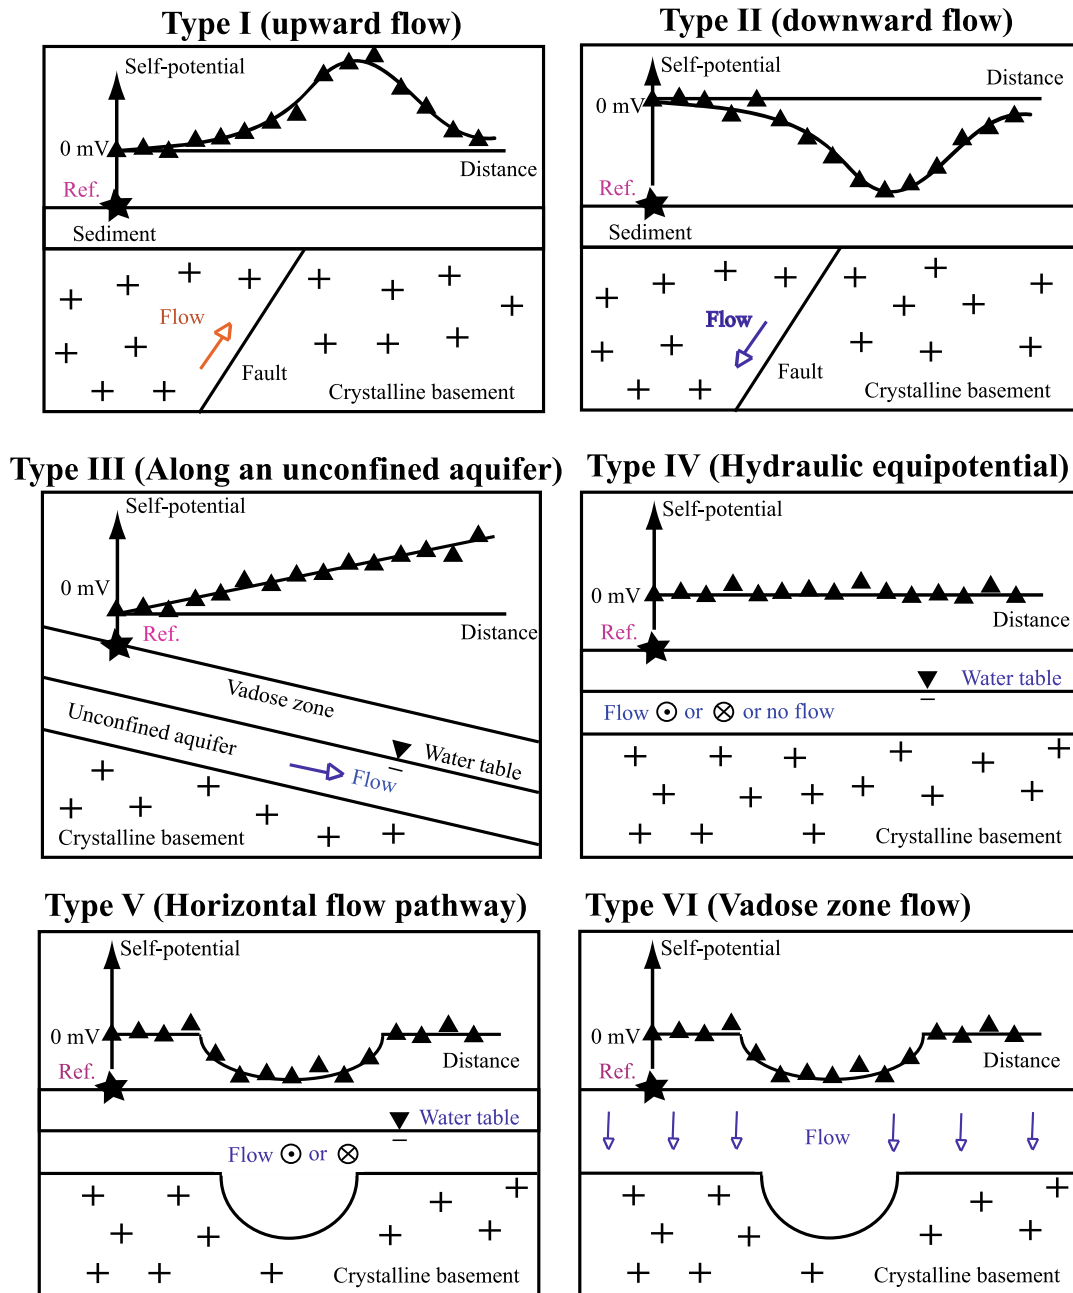 Type I (upward flow)
Self-potential
0 mV
Distance
Ref.
Sediment
Flow
Fault
Crystalline basement
Type II (downward flow)
Self-potential
Distance
0 mV
Ref.
Sediment
Flow
Fault
Crystalline basement
Type III (Along an unconfined aquifer)
Self-potential
0 mV
Ref.
Distance
Vadose zone
Unconfined aquifer
Water table
Flow
Crystalline basement
Type IV (Hydraulic equipotential)
Self-potential
0 mV
Distance
Ref.
Water table
Flow ⊙ or ⊗ or no flow
Crystalline basement
Type V (Horizontal flow pathway)
Self-potential
0 mV
Distance
Ref.
Water table
Flow ⊙ or ⊗
Crystalline basement
Type VI (Vadose zone flow)
Self-potential
0 mV
Distance
Ref.
Flow
Crystalline basement